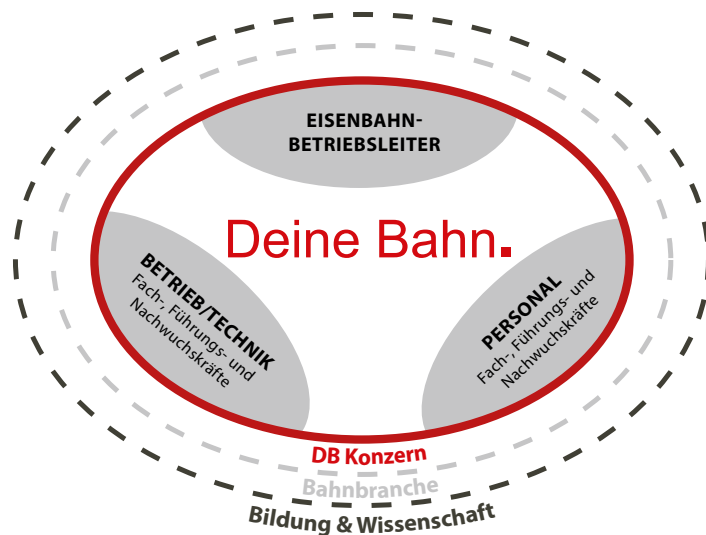 EISENBAHN-
BETRIEBSLEITER
Deine Bahn.
BETRIEB/TECHNIK
Fach-, Führungs- und
Nachwuchskräfte
PERSONAL
Fach-, Führungs- und
Nachwuchskräfte
DB Konzern
Bahnbranche
Bildung & Wissenschaft